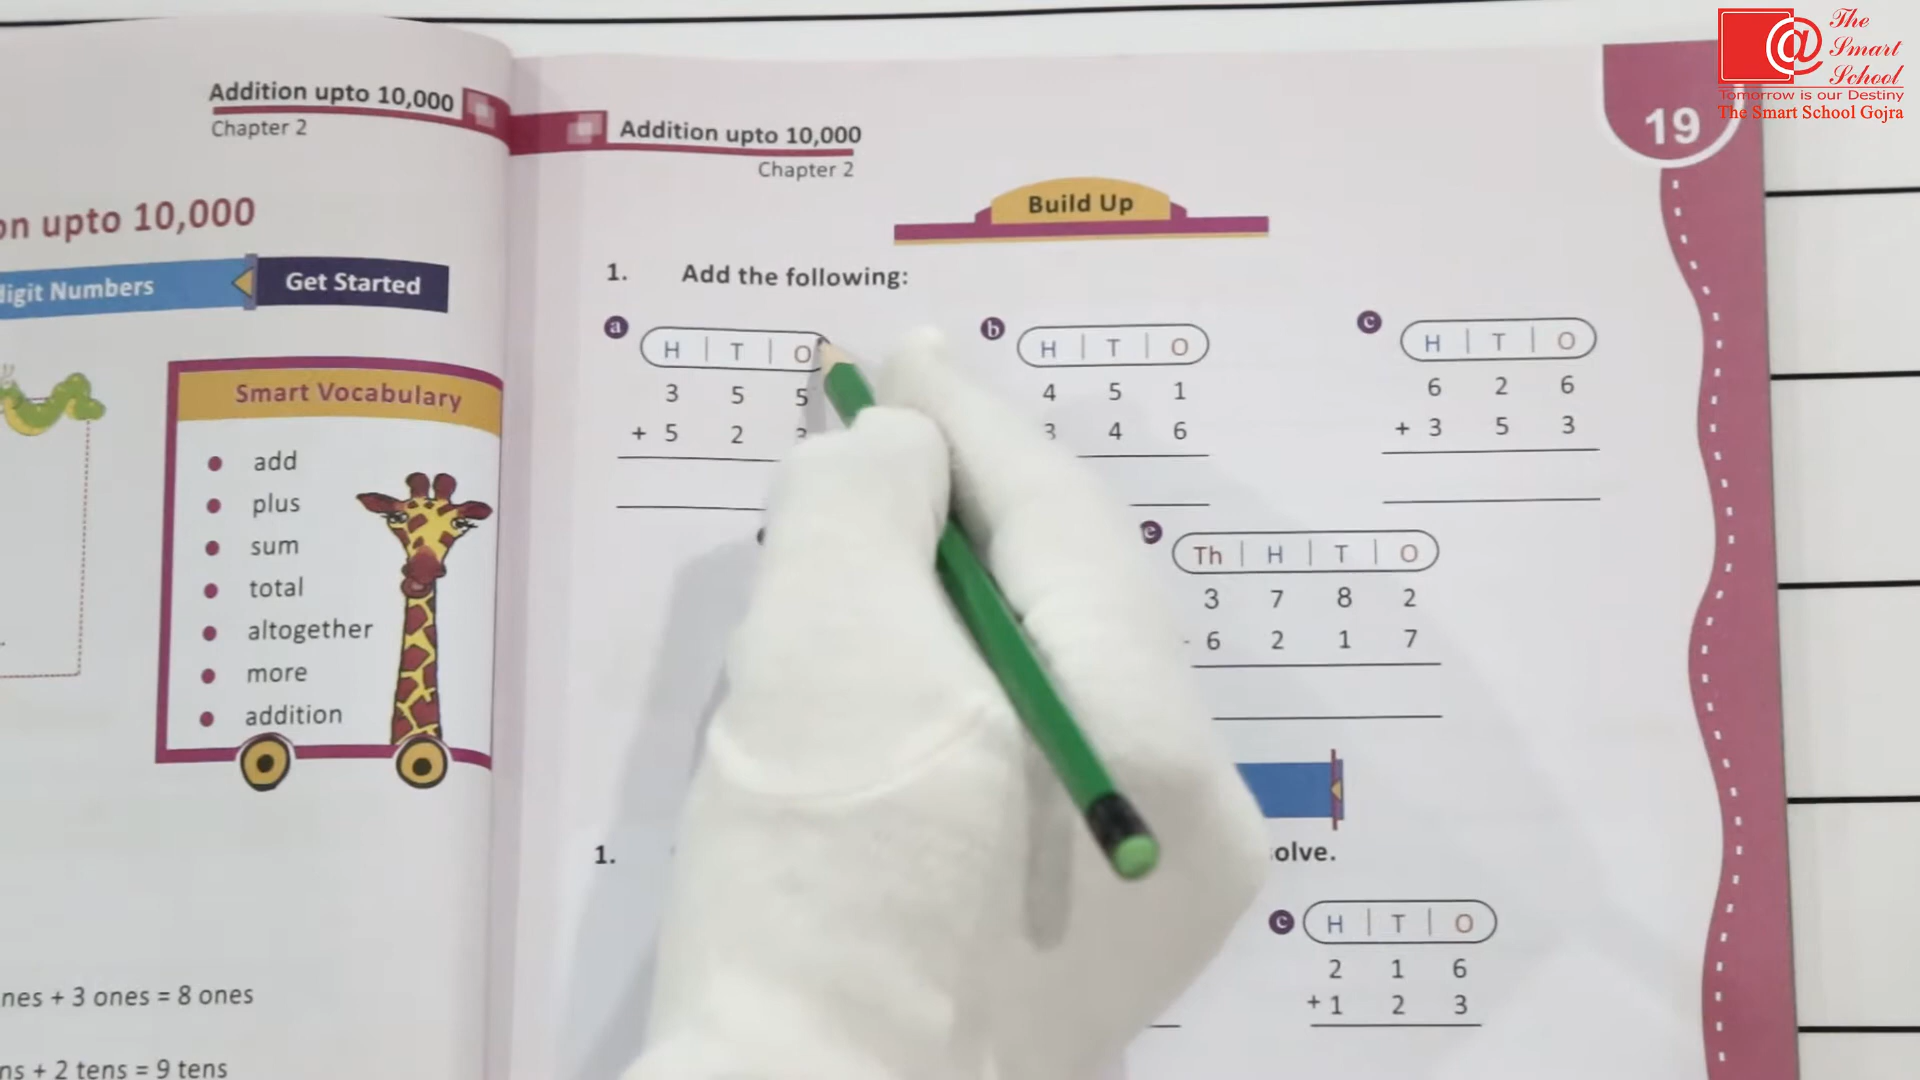 The
Smart
School
Tomorrow is our Destiny
The Smart School Gojra
Addition upto 10,000
Chapter 2
upto 10,000
digit Numbers
Get Started
Smart Vocabulary
add
plus
sum
total
altogether
more
addition
+ 3 ones = 8 ones
+ 2 tens = 9 tens
Addition upto 10,000
Chapter 2
19
Build Up
1. Add the following:
a H T O
3 5 5
+ 5 2
b H T O
4 5 1
3 4 6
c H T O
6 2 6
+ 3 5 3
e Th H T O
3 7 8 2
6 2 1 7
1.
olve.
c H T O
2 1 6
+ 1 2 3